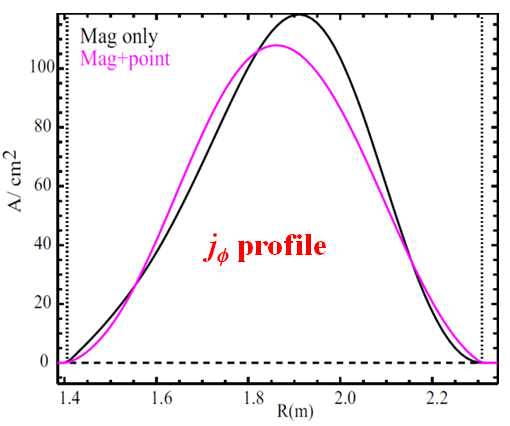 Mag only
Mag+point
A/ cm2
100
80
60
40
20
0
jϕ profile
1.4
1.6
1.8
2.0
2.2
R(m)